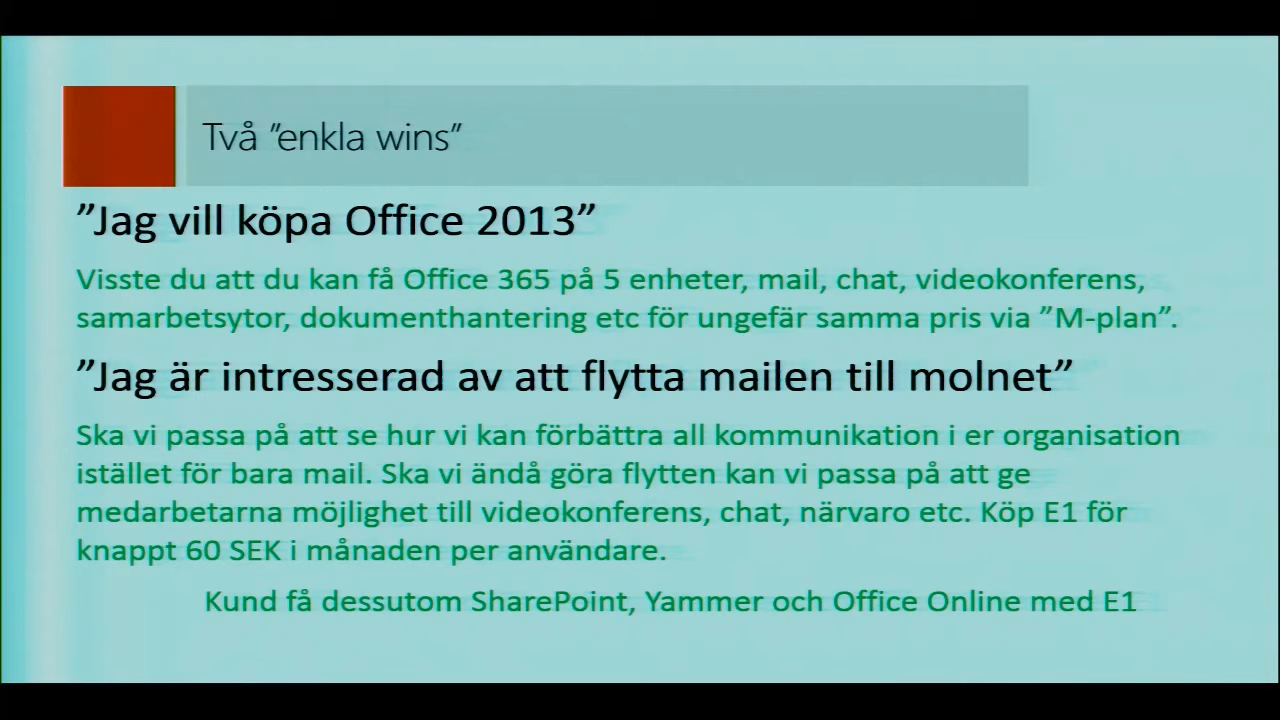 Två ”enkla wins”
”Jag vill köpa Office 2013”
Visste du att du kan få Office 365 på 5 enheter, mail, chat, videokonferens,
samarbetsytor, dokumenthantering etc för ungefär samma pris via ”M-plan”.
”Jag är intresserad av att flytta mailen till molnet”
Ska vi passa på att se hur vi kan förbättra all kommunikation i er organisation
istället för bara mail. Ska vi ändå göra flytten kan vi passa på att ge
medarbetarna möjlighet till videokonferens, chat, närvaro etc. Köp E1 för
knappt 60 SEK i månaden per användare.
Kund få dessutom SharePoint, Yammer och Office Online med E1